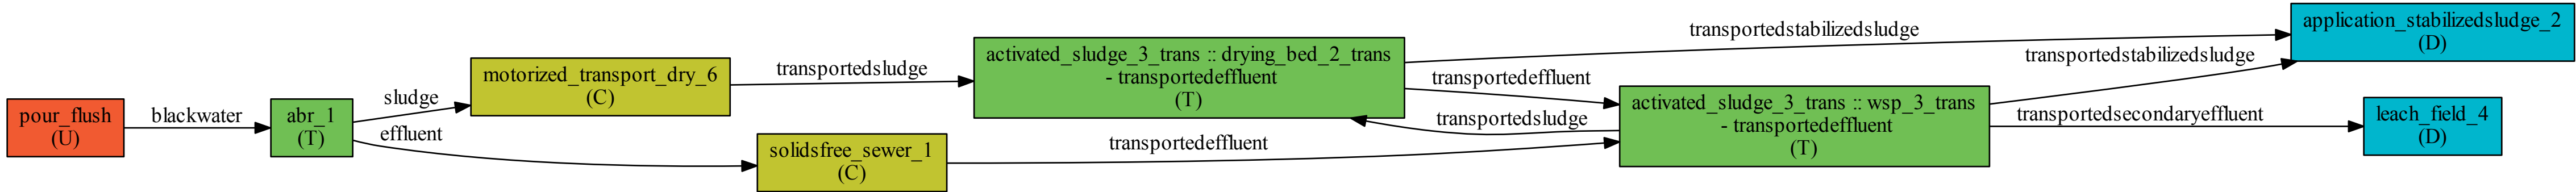 pour_flush
(U)
blackwater
abr_1
(T)
sludge
effluent
motorized_transport_dry_6
(C)
solidsfree_sewer_1
(C)
transportedsludge
transportedeffluent
activated_sludge_3_trans :: drying_bed_2_trans
- transportedeffluent
(T)
transportedstabilizedsludge
transportedeffluent
transportedsludge
activated_sludge_3_trans :: wsp_3_trans
- transportedeffluent
(T)
transportedstabilizedsludge
transportedsecondaryeffluent
application_stabilizedsludge_2
(D)
leach_field_4
(D)